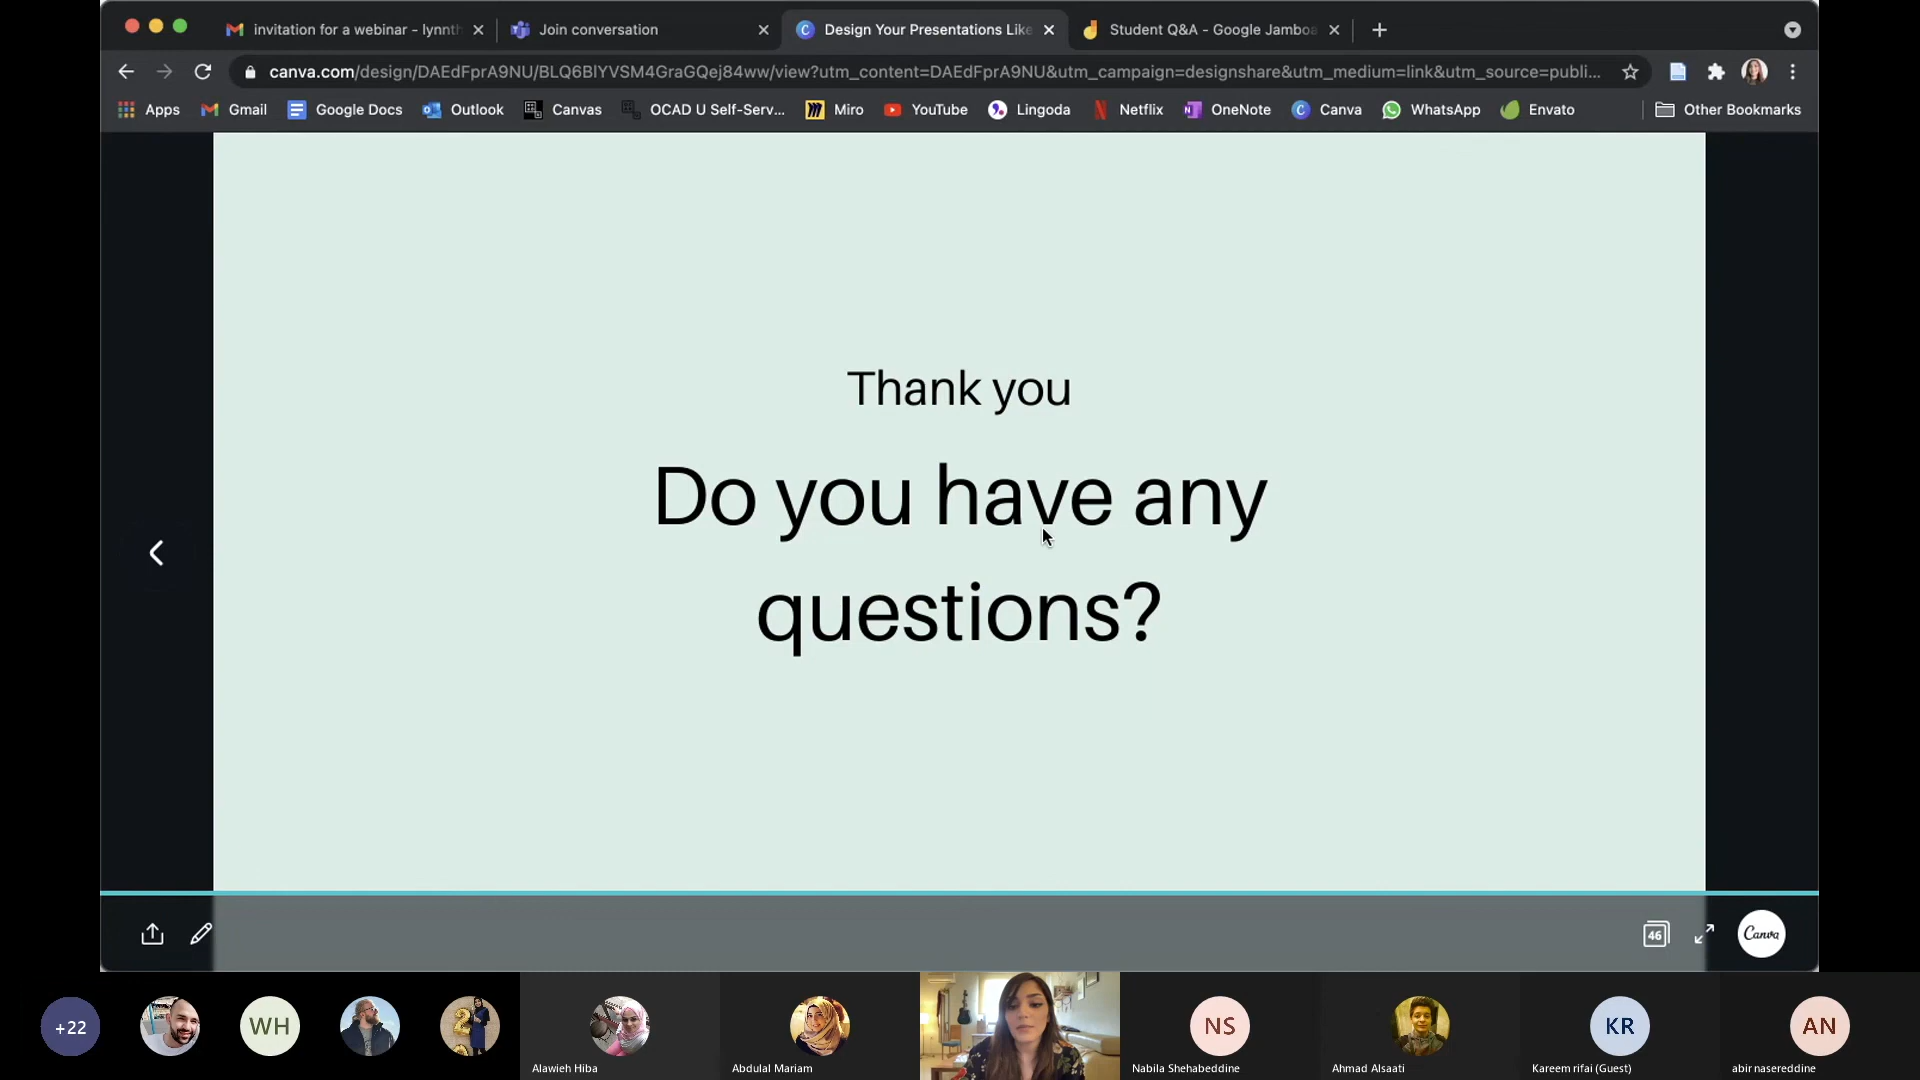 invitation for a webinar - lynnth
Join conversation
Design Your Presentations Like
Student Q&A - Google Jamboa
canva.com/design/DAEdFprA9NU/BLQ6BlYVSM4GraGQej84ww/view?utm_content=DAEdFprA9NU&utm_campaign=designshare&utm_medium=link&utm_source=publi...
Apps
Gmail
Google Docs
Outlook
Canvas
OCAD U Self-Serv...
Miro
YouTube
Lingoda
Netflix
OneNote
Canva
WhatsApp
Envato
Other Bookmarks
Thank you
Do you have any
questions?
46
Canva
+22
WH
NS
KR
AN
Alawieh Hiba
Abdulal Mariam
Nabila Shehabeddine
Ahmad Alsaati
Kareem rifai (Guest)
abir nasereddine